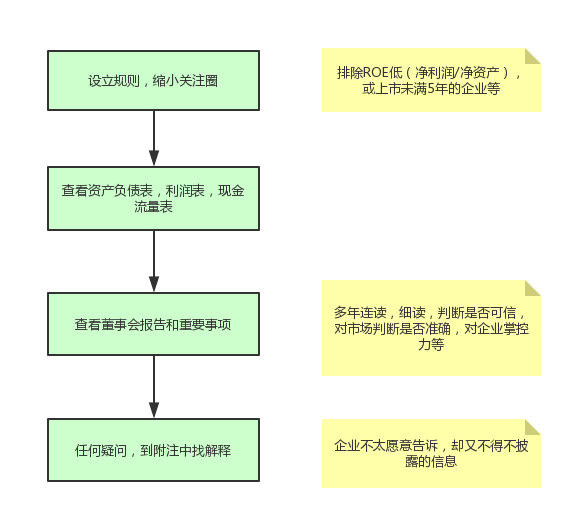 设立规则，缩小关注圈
排除ROE低（净利润/净资产），
或上市未满5年的企业等
查看资产负债表，利润表，现金
流量表
查看董事会报告和重要事项
多年连读，细读，判断是否可信，
对市场判断是否准确，对企业掌控
力等
任何疑问，到附注中找解释
企业不太愿意告诉，却又不得不披
露的信息